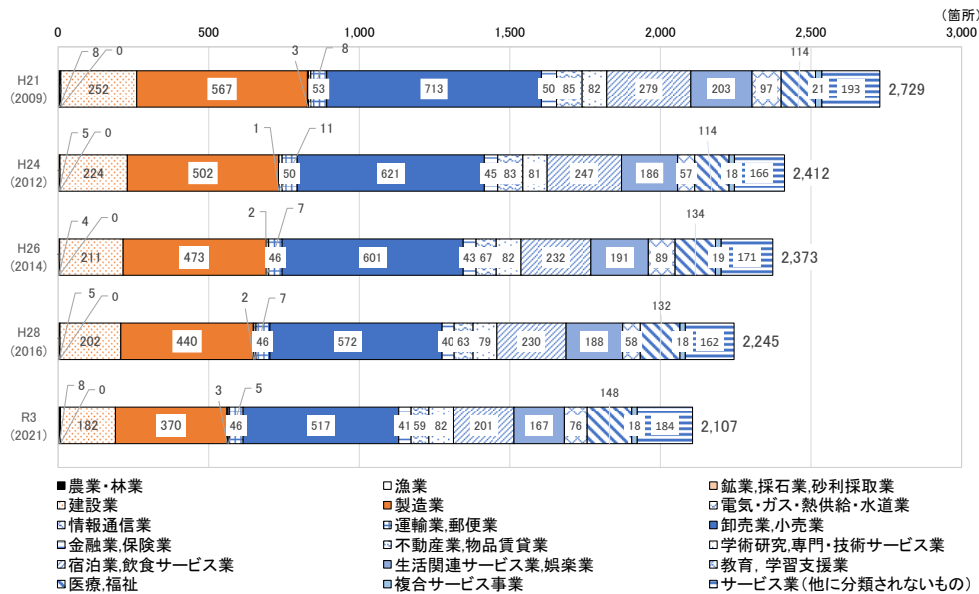 (箇所)
0 500 1,000 1,500 2,000 2,500 3,000
8 0 3 8 114
H21
(2009)
252 567 53 713 50 85 82 279 203 97 21 193 2,729
5 0 1 11 114
H24
(2012)
224 502 50 621 45 83 81 247 186 57 18 166 2,412
4 0 2 7 134
H26
(2014)
211 473 46 601 43 67 82 232 191 89 19 171 2,373
5 0 2 7 132
H28
(2016)
202 440 46 572 40 63 79 230 188 58 18 162 2,245
8 0 3 5 148
R3
(2021)
182 370 46 517 41 59 82 201 167 76 18 184 2,107
農業・林業 漁業 鉱業,採石業,砂利採取業
建設業 製造業 電気・ガス・熱供給・水道業
情報通信業 運輸業,郵便業 卸売業,小売業
金融業,保険業 不動産業,物品賃貸業 学術研究,専門・技術サービス業
宿泊業,飲食サービス業 生活関連サービス業,娯楽業 教育, 学習支援業
医療,福祉 複合サービス事業 サービス業(他に分類されないもの)